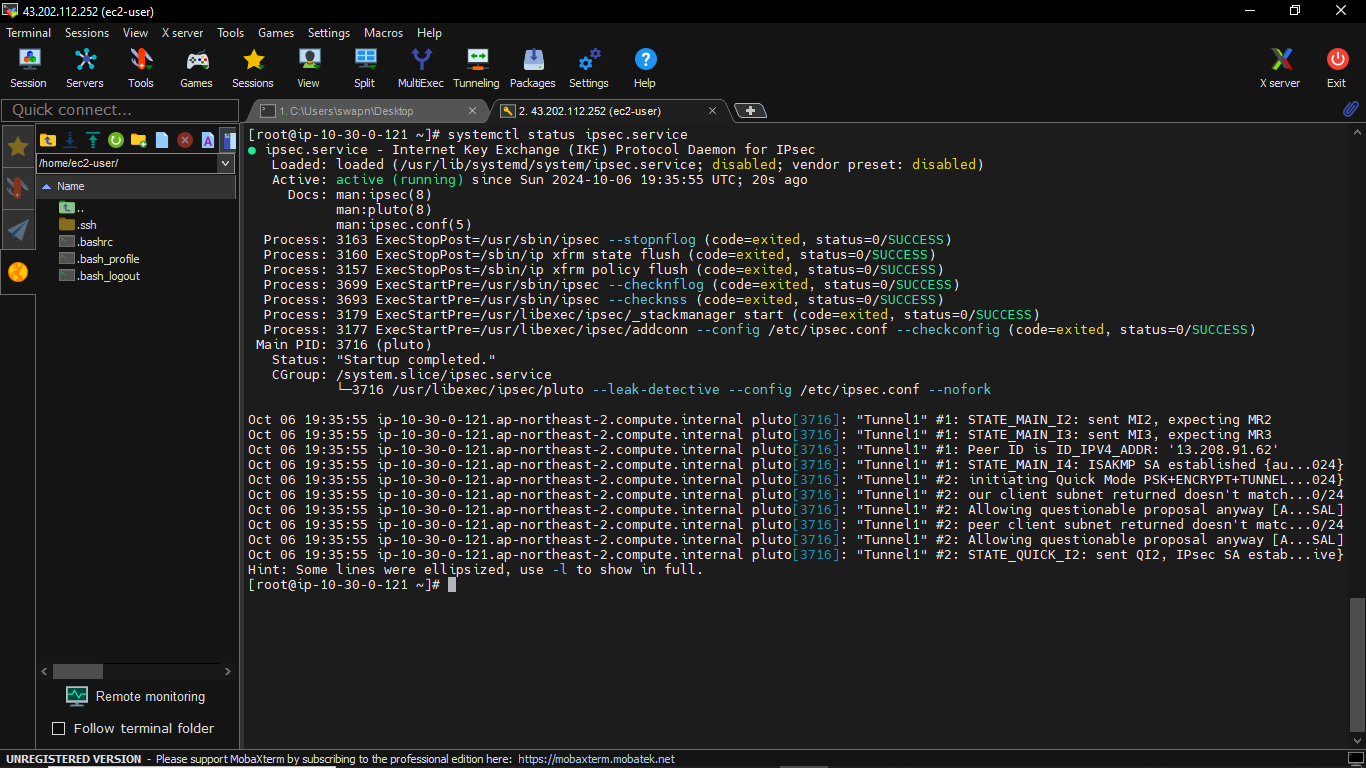 43.202.112.252 (ec2-user)
Terminal Sessions View X server Tools Games Settings Macros Help
Session Servers Tools Games Sessions View Split MultiExec Tunneling Packages Settings Help X server Exit
Quick connect...
1. C:\Users\swapn\Desktop
2. 43.202.112.252 (ec2-user)
/home/ec2-user/
Name
..
.ssh
.bashrc
.bash_profile
.bash_logout
Remote monitoring
Follow terminal folder
[root@ip-10-30-0-121 ~]# systemctl status ipsec.service
● ipsec.service - Internet Key Exchange (IKE) Protocol Daemon for IPsec
Loaded: loaded (/usr/lib/systemd/system/ipsec.service; disabled; vendor preset: disabled)
Active: active (running) since Sun 2024-10-06 19:35:55 UTC; 20s ago
Docs: man:ipsec(8)
man:pluto(8)
man:ipsec.conf(5)
Process: 3163 ExecStopPost=/usr/sbin/ipsec --stopnflog (code=exited, status=0/SUCCESS)
Process: 3160 ExecStopPost=/sbin/ip xfrm state flush (code=exited, status=0/SUCCESS)
Process: 3157 ExecStopPost=/sbin/ip xfrm policy flush (code=exited, status=0/SUCCESS)
Process: 3699 ExecStartPre=/usr/sbin/ipsec --checknflog (code=exited, status=0/SUCCESS)
Process: 3693 ExecStartPre=/usr/sbin/ipsec --checknss (code=exited, status=0/SUCCESS)
Process: 3179 ExecStartPre=/usr/libexec/ipsec/_stackmanager start (code=exited, status=0/SUCCESS)
Process: 3177 ExecStartPre=/usr/libexec/ipsec/addconn --config /etc/ipsec.conf --checkconfig (code=exited, status=0/SUCCESS)
Main PID: 3716 (pluto)
Status: "Startup completed."
CGroup: /system.slice/ipsec.service
└─3716 /usr/libexec/ipsec/pluto --leak-detective --config /etc/ipsec.conf --nofork
Oct 06 19:35:55 ip-10-30-0-121.ap-northeast-2.compute.internal pluto[3716]: "Tunnel1" #1: STATE_MAIN_I2: sent MI2, expecting MR2
Oct 06 19:35:55 ip-10-30-0-121.ap-northeast-2.compute.internal pluto[3716]: "Tunnel1" #1: STATE_MAIN_I3: sent MI3, expecting MR3
Oct 06 19:35:55 ip-10-30-0-121.ap-northeast-2.compute.internal pluto[3716]: "Tunnel1" #1: Peer ID is ID_IPV4_ADDR: '13.208.91.62'
Oct 06 19:35:55 ip-10-30-0-121.ap-northeast-2.compute.internal pluto[3716]: "Tunnel1" #1: STATE_MAIN_I4: ISAKMP SA established {au...024}
Oct 06 19:35:55 ip-10-30-0-121.ap-northeast-2.compute.internal pluto[3716]: "Tunnel1" #2: initiating Quick Mode PSK+ENCRYPT+TUNNEL...024}
Oct 06 19:35:55 ip-10-30-0-121.ap-northeast-2.compute.internal pluto[3716]: "Tunnel1" #2: our client subnet returned doesn't match...0/24
Oct 06 19:35:55 ip-10-30-0-121.ap-northeast-2.compute.internal pluto[3716]: "Tunnel1" #2: Allowing questionable proposal anyway [A...SAL]
Oct 06 19:35:55 ip-10-30-0-121.ap-northeast-2.compute.internal pluto[3716]: "Tunnel1" #2: peer client subnet returned doesn't matc...0/24
Oct 06 19:35:55 ip-10-30-0-121.ap-northeast-2.compute.internal pluto[3716]: "Tunnel1" #2: Allowing questionable proposal anyway [A...SAL]
Oct 06 19:35:55 ip-10-30-0-121.ap-northeast-2.compute.internal pluto[3716]: "Tunnel1" #2: STATE_QUICK_I2: sent QI2, IPsec SA estab...ive}
Hint: Some lines were ellipsized, use -l to show in full.
[root@ip-10-30-0-121 ~]#
UNREGISTERED VERSION - Please support MobaXterm by subscribing to the professional edition here: https://mobaxterm.mobatek.net